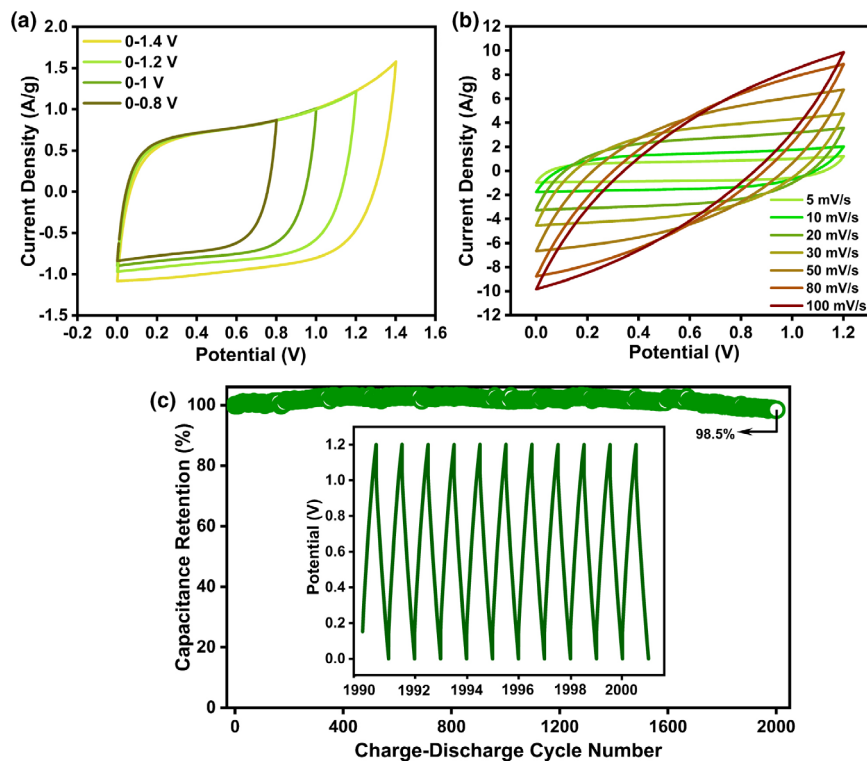 (a)
0-1.4 V
0-1.2 V
0-1 V
0-0.8 V
Current Density (A/g)
1.5
1.0
0.5
0.0
-0.5
-1.0
-1.5
-0.2 0.0 0.2 0.4 0.6 0.8 1.0 1.2 1.4 1.6
Potential (V)
(b)
Current Density (A/g)
12
10
8
6
4
2
0
-2
-4
-6
-8
-10
-12
5 mV/s
10 mV/s
20 mV/s
30 mV/s
50 mV/s
80 mV/s
100 mV/s
0.0 0.2 0.4 0.6 0.8 1.0 1.2
Potential (V)
(c)
Capacitance Retention (%)
100
80
60
40
20
0
98.5%
Potential (V)
1.2
1.0
0.8
0.6
0.4
0.2
0.0
1990 1992 1994 1996 1998 2000
0 400 800 1200 1600 2000
Charge-Discharge Cycle Number